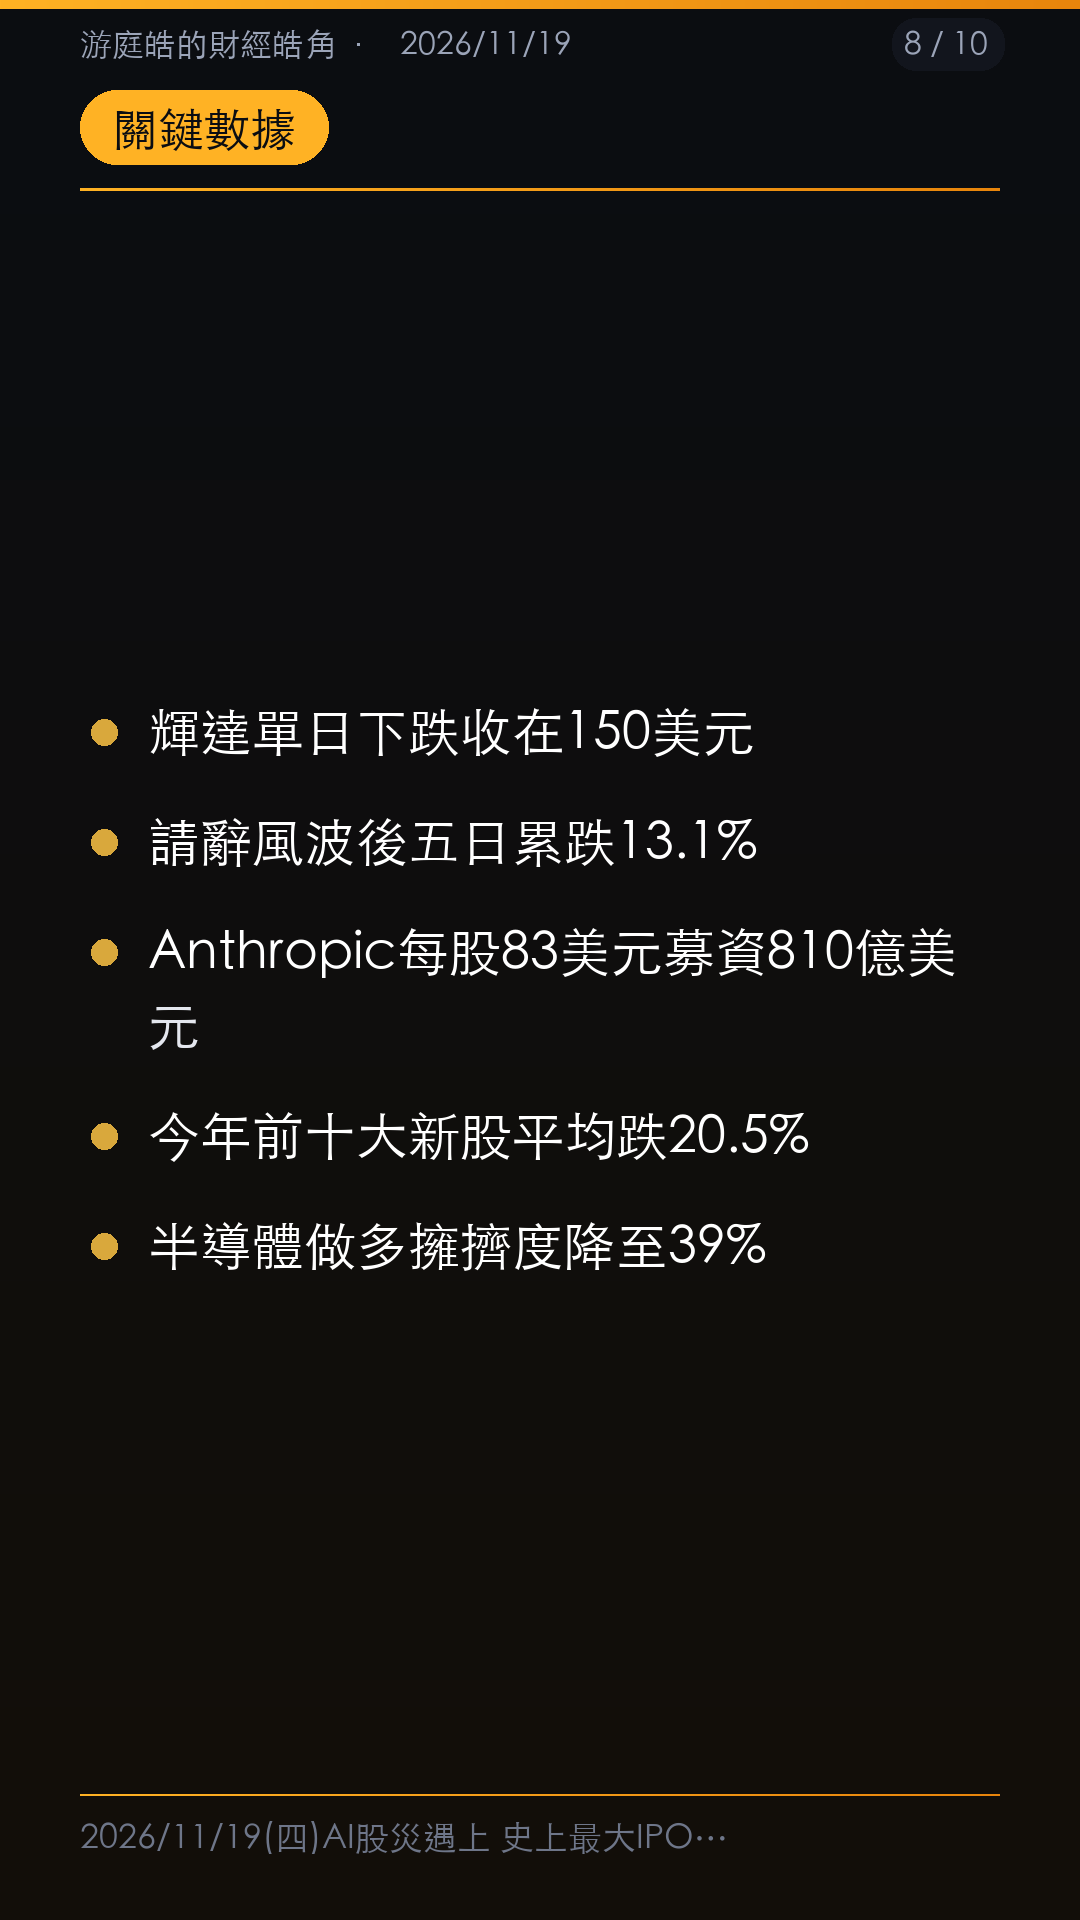 游庭皓的財經皓角 · 2026/11/19
8 / 10
關鍵數據
輝達單日下跌收在150美元
請辭風波後五日累跌13.1%
Anthropic每股83美元募資810億美
元
今年前十大新股平均跌20.5%
半導體做多擁擠度降至39%
2026/11/19(四)AI股災遇上 史上最大IPO…